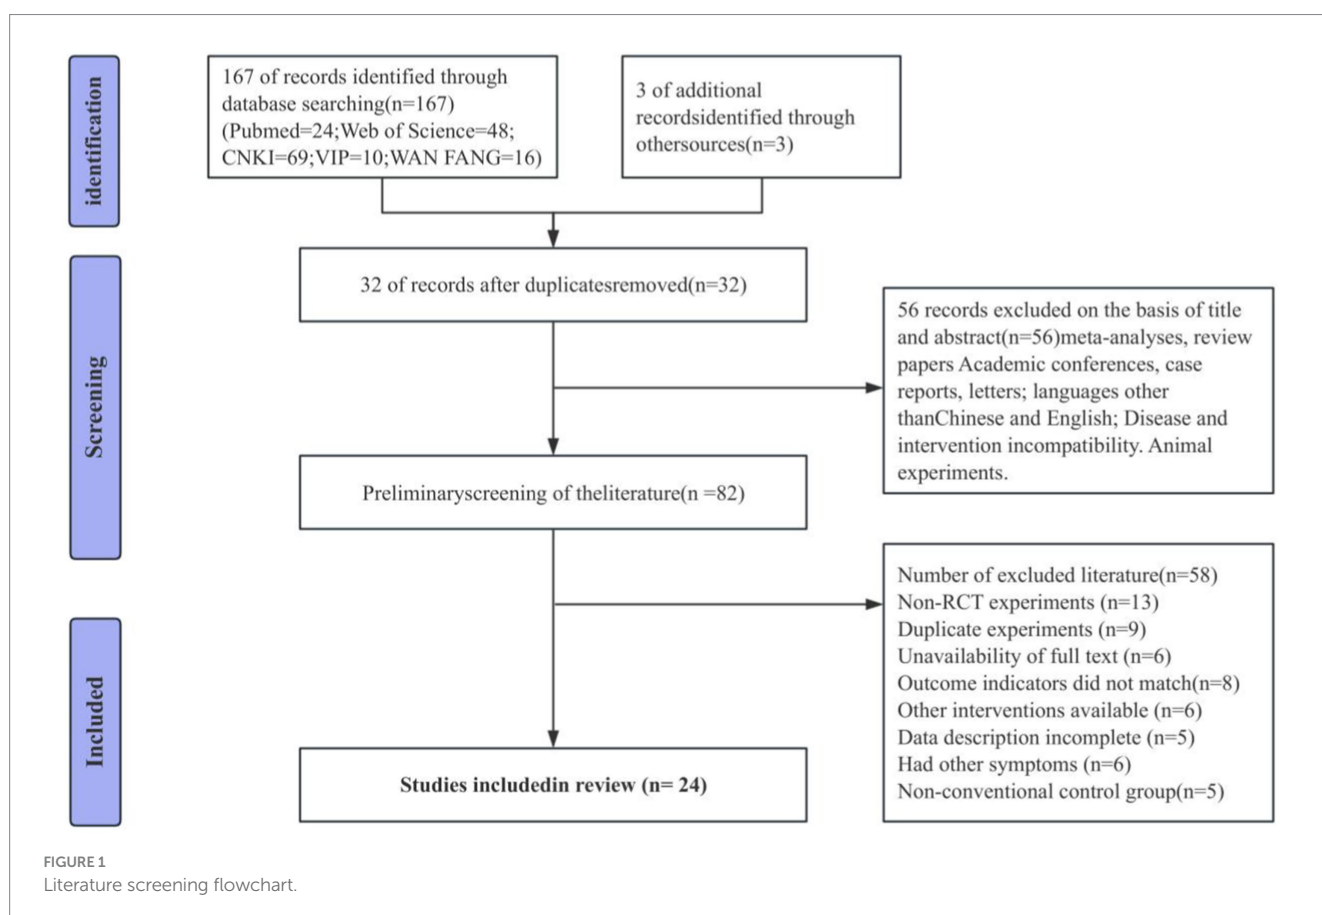 identification
167 of records identified through
database searching(n=167)
(Pubmed=24;Web of Science=48;
CNKI=69;VIP=10;WAN FANG=16)
3 of additional
recordsidentified through
othersources(n=3)
Screening
32 of records after duplicatesremoved(n=32)
56 records excluded on the basis of title
and abstract(n=56)meta-analyses, review
papers Academic conferences, case
reports, letters; languages other
thanChinese and English; Disease and
intervention incompatibility. Animal
experiments.
Preliminaryscreening of theliterature(n =82)
Number of excluded literature(n=58)
Non-RCT experiments (n=13)
Duplicate experiments (n=9)
Unavailability of full text (n=6)
Outcome indicators did not match(n=8)
Other interventions available (n=6)
Data description incomplete (n=5)
Had other symptoms (n=6)
Non-conventional control group(n=5)
Included
Studies includedin review (n= 24)
FIGURE 1
Literature screening flowchart.